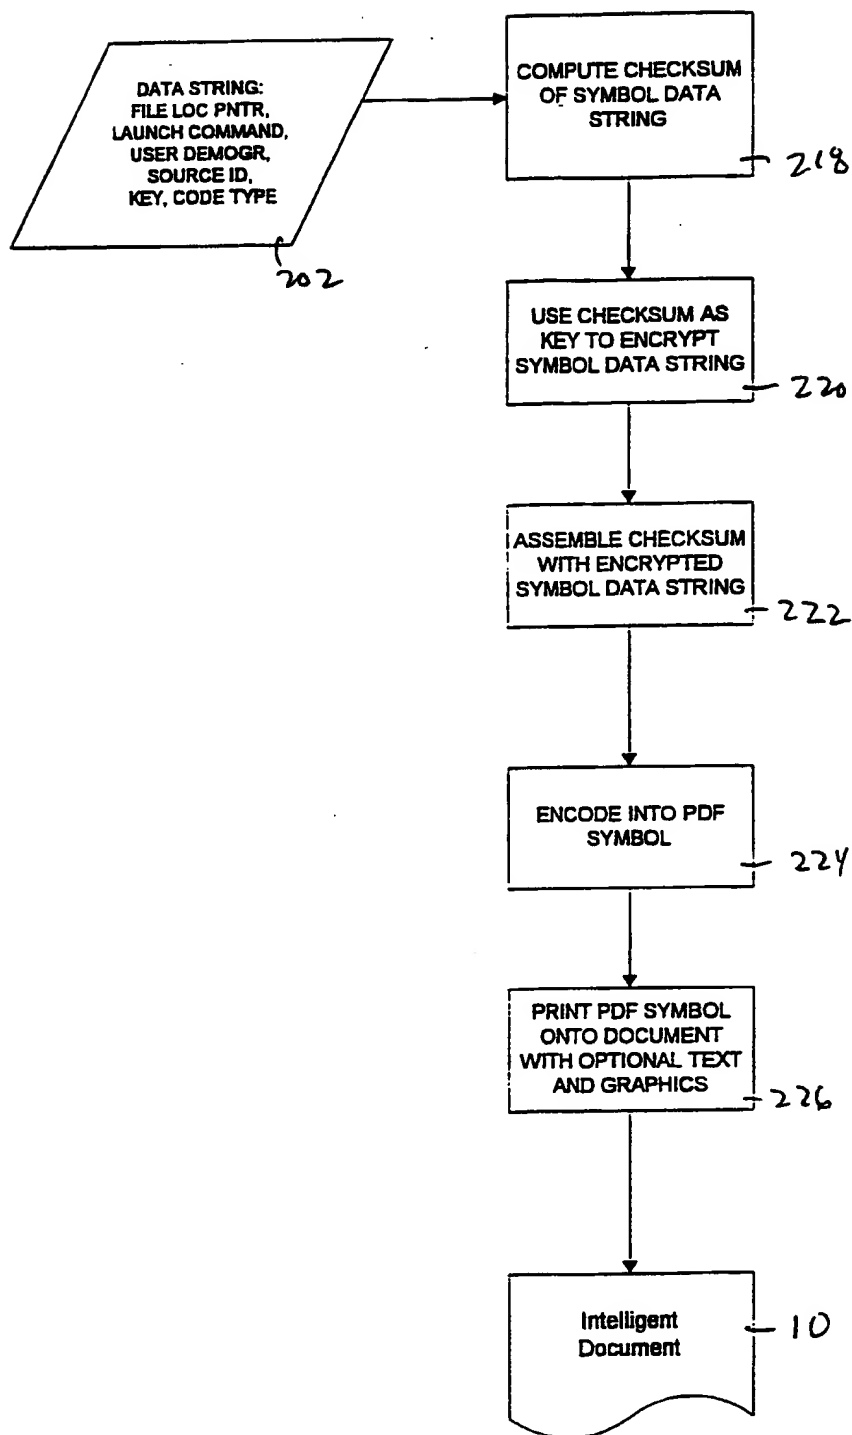 DATA STRING:
FILE LOC PNTR,
LAUNCH COMMAND,
USER DEMOGR,
SOURCE ID,
KEY, CODE TYPE
202
COMPUTE CHECKSUM
OF SYMBOL DATA
STRING
218
USE CHECKSUM AS
KEY TO ENCRYPT
SYMBOL DATA STRING
220
ASSEMBLE CHECKSUM
WITH ENCRYPTED
SYMBOL DATA STRING
222
ENCODE INTO PDF
SYMBOL
224
PRINT PDF SYMBOL
ONTO DOCUMENT
WITH OPTIONAL TEXT
AND GRAPHICS
226
Intelligent
Document
10